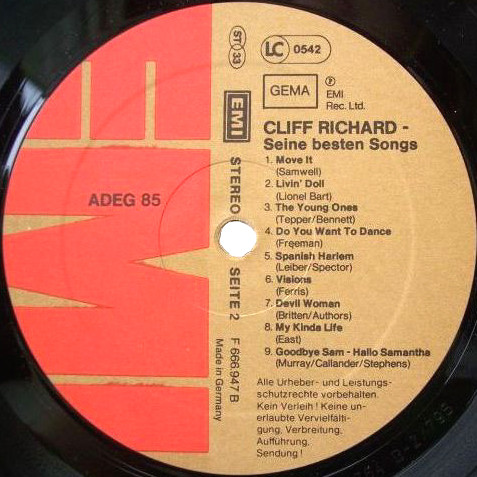 ST 33
LC 0542
GEMA
℗
EMI
Rec. Ltd.
EMI
STEREO
SEITE 2
F 666.947 B
Made in Germany
ADEG 85
CLIFF RICHARD -
Seine besten Songs
1. Move It
(Samwell)
2. Livin' Doll
(Lionel Bart)
3. The Young Ones
(Tepper/Bennett)
4. Do You Want To Dance
(Freeman)
5. Spanish Harlem
(Leiber/Spector)
6. Visions
(Ferris)
7. Devil Woman
(Britten/Authors)
8. My Kinda Life
(East)
9. Goodbye Sam - Hallo Samantha
(Murray/Callander/Stephens)
Alle Urheber- und Leistungs-
schutzrechte vorbehalten.
Kein Verleih! Keine un-
erlaubte Vervielfälti-
gung, Verbreitung,
Aufführung,
Sendung!